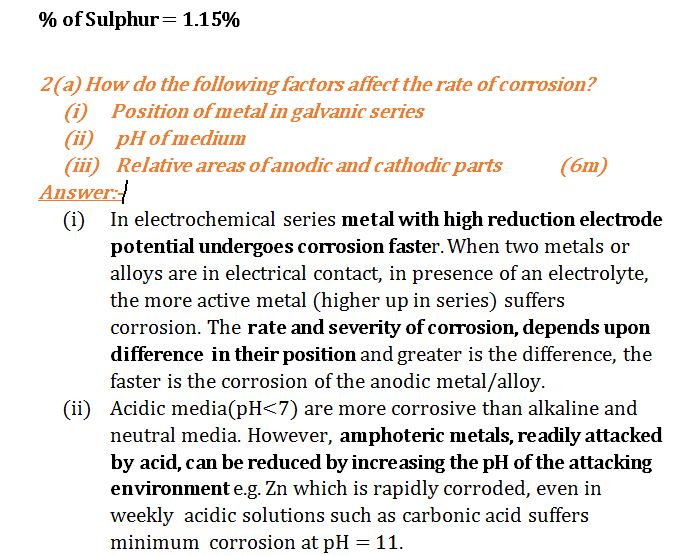 % of Sulphur= 1.15%
2(a) How do the following factors affect the rate of corrosion?
(i) Position of metal in galvanic series
(ii) pH of medium
(iii) Relative areas of anodic and cathodic parts (6m)
Answer:-
(i) In electrochemical series metal with high reduction electrode
potential undergoes corrosion faster. When two metals or
alloys are in electrical contact, in presence of an electrolyte,
the more active metal (higher up in series) suffers
corrosion. The rate and severity of corrosion, depends upon
difference in their position and greater is the difference, the
faster is the corrosion of the anodic metal/alloy.
(ii) Acidic media(pH<7) are more corrosive than alkaline and
neutral media. However, amphoteric metals, readily attacked
by acid, can be reduced by increasing the pH of the attacking
environment e.g. Zn which is rapidly corroded, even in
weekly acidic solutions such as carbonic acid suffers
minimum corrosion at pH = 11.